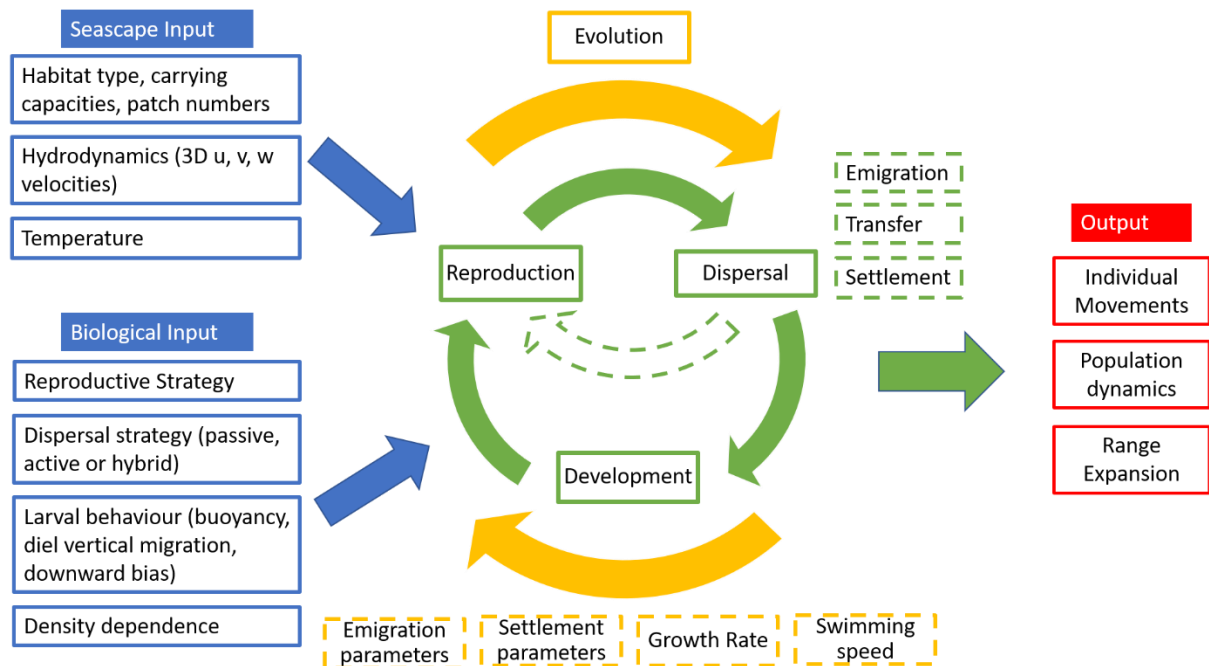 Seascape Input
Habitat type, carrying
capacities, patch numbers
Hydrodynamics (3D u, v, w
velocities)
Temperature
Biological Input
Reproductive Strategy
Dispersal strategy (passive,
active or hybrid)
Larval behaviour (buoyancy,
diel vertical migration,
downward bias)
Density dependence
Evolution
Reproduction
Dispersal
Development
Emigration
Transfer
Settlement
Emigration
parameters
Settlement
parameters
Growth Rate
Swimming
speed
Output
Individual
Movements
Population
dynamics
Range
Expansion